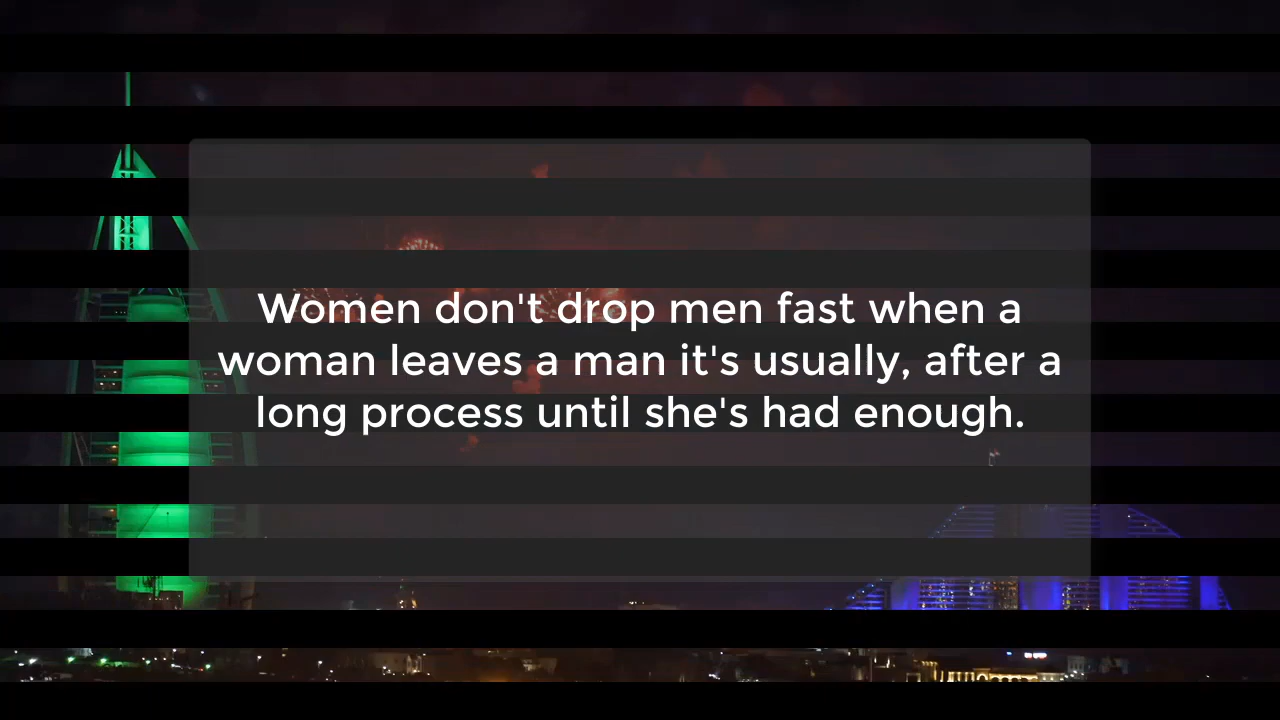 Women don't drop men fast when a
woman leaves a man it's usually, after a
long process until she's had enough.